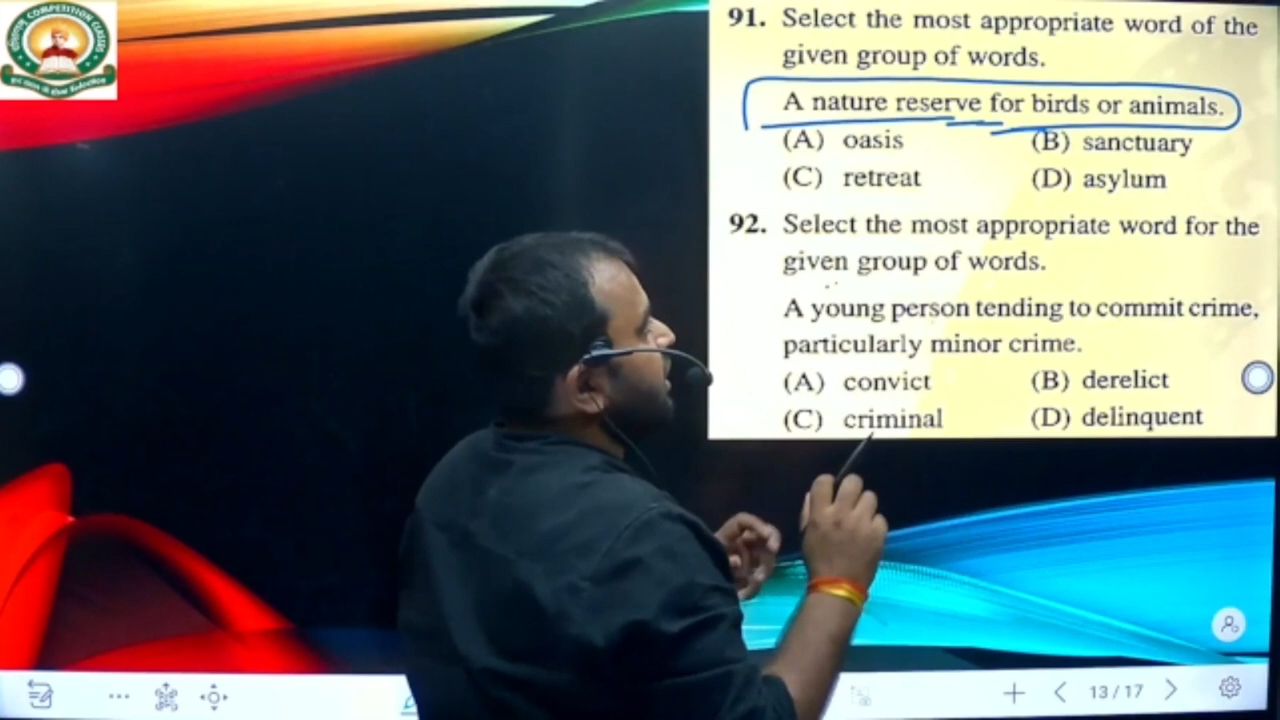 91. Select the most appropriate word of the
given group of words.
A nature reserve for birds or animals.
(A) oasis (B) sanctuary
(C) retreat (D) asylum
92. Select the most appropriate word for the
given group of words.
A young person tending to commit crime,
particularly minor crime.
(A) convict (B) derelict
(C) criminal (D) delinquent
13/17